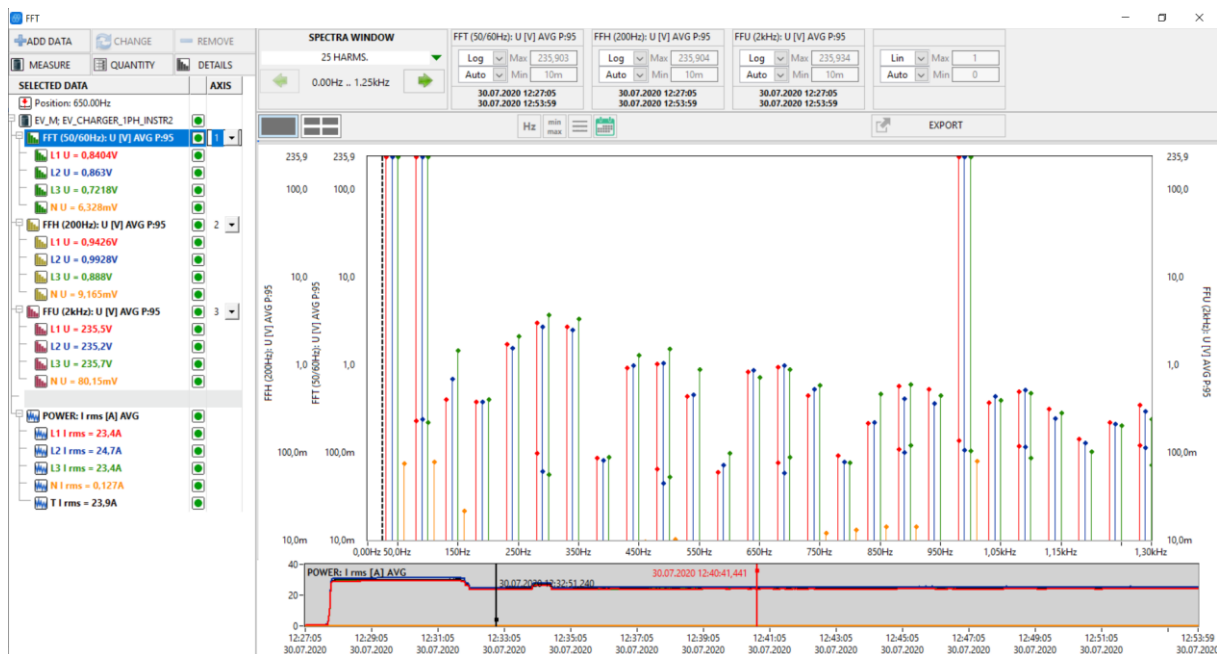 FFT
ADD DATA CHANGE REMOVE
MEASURE QUANTITY DETAILS
SELECTED DATA AXIS
Position: 650.00Hz
EV_M; EV_CHARGER_1PH_INSTR2
FFT (50/60Hz): U [V] AVG P:95 1
L1 U = 0,8404V
L2 U = 0,863V
L3 U = 0,7218V
N U = 6,328mV
FFH (200Hz): U [V] AVG P:95 2
L1 U = 0,9426V
L2 U = 0,9928V
L3 U = 0,888V
N U = 9,165mV
FFU (2kHz): U [V] AVG P:95 3
L1 U = 235,5V
L2 U = 235,2V
L3 U = 235,7V
N U = 80,15mV
POWER: I rms [A] AVG
L1 I rms = 23,4A
L2 I rms = 24,7A
L3 I rms = 23,4A
N I rms = 0,127A
T I rms = 23,9A
SPECTRA WINDOW
25 HARMS.
0.00Hz .. 1.25kHz
FFT (50/60Hz): U [V] AVG P:95
Log Max 235,903
Auto Min 10m
30.07.2020 12:27:05
30.07.2020 12:53:59
FFH (200Hz): U [V] AVG P:95
Log Max 235,904
Auto Min 10m
30.07.2020 12:27:05
30.07.2020 12:53:59
FFU (2kHz): U [V] AVG P:95
Log Max 235,934
Auto Min 10m
30.07.2020 12:27:05
30.07.2020 12:53:59
Lin Max 1
Auto Min 0
Hz min max EXPORT
235,9 235,9 235,9
100,0 100,0 100,0
10,0 10,0 10,0
1,0 1,0 1,0
100,0m 100,0m 100,0m
10,0m 10,0m 10,0m
FFH (200Hz): U [V] AVG P:95
FFT (50/60Hz): U [V] AVG P:95
FFU (2kHz): U [V] AVG P:95
0,00Hz 50,0Hz 150Hz 250Hz 350Hz 450Hz 550Hz 650Hz 750Hz 850Hz 950Hz 1,05kHz 1,15kHz 1,30kHz
POWER: I rms [A] AVG
30.07.2020 12:32:51,240
30.07.2020 12:40:41,441
40
20
0
12:27:05 12:29:05 12:31:05 12:33:05 12:35:05 12:37:05 12:39:05 12:41:05 12:43:05 12:45:05 12:47:05 12:49:05 12:51:05 12:53:59
30.07.2020 30.07.2020 30.07.2020 30.07.2020 30.07.2020 30.07.2020 30.07.2020 30.07.2020 30.07.2020 30.07.2020 30.07.2020 30.07.2020 30.07.2020 30.07.2020